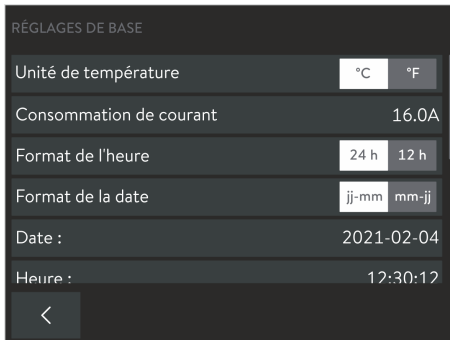 RÉGLAGES DE BASE
Unité de température °C °F
Consommation de courant 16.0A
Format de l'heure 24 h 12 h
Format de la date jj-mm mm-jj
Date : 2021-02-04
Heure : 12:30:12